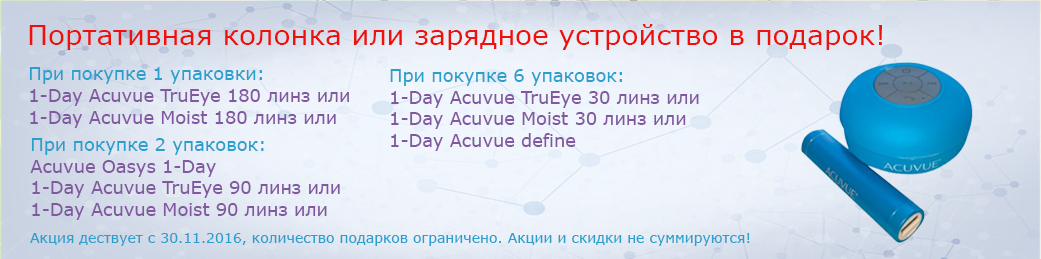 Портативная колонка или зарядное устройство в подарок!
При покупке 1 упаковки:
1-Day Acuvue TruEye 180 линз или
1-Day Acuvue Moist 180 линз или
При покупке 2 упаковок:
Acuvue Oasys 1-Day
1-Day Acuvue TruEye 90 линз или
1-Day Acuvue Moist 90 линз или
При покупке 6 упаковок:
1-Day Acuvue TruEye 30 линз или
1-Day Acuvue Moist 30 линз или
1-Day Acuvue define
ACUVUE
ACUVUE
Акция дествует с 30.11.2016, количество подарков ограничено. Акции и скидки не суммируются!